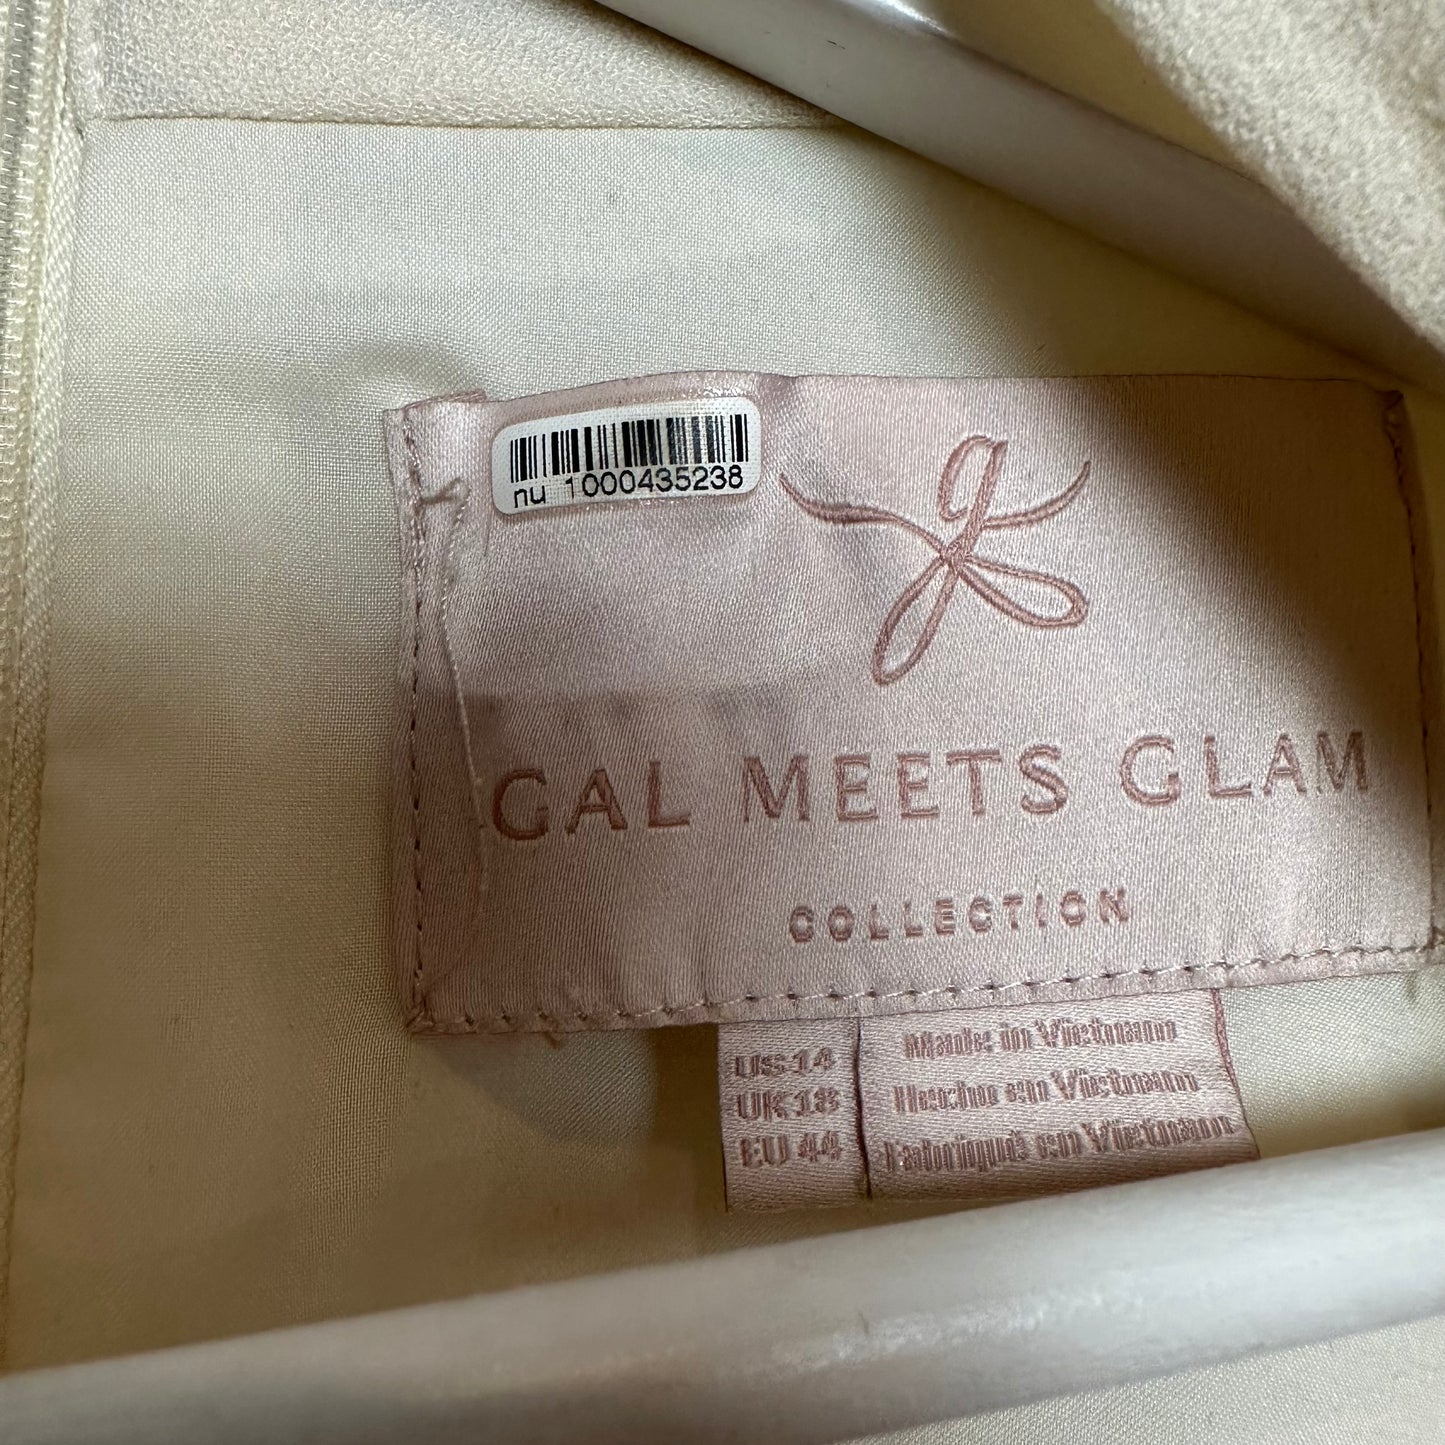 nu 1000435238
g
GAL MEETS GLAM
COLLECTION
US 14
UK 18
EU 44
Made in Vietnam
Hecho en Vietnam
Fabriqué en Vietnam